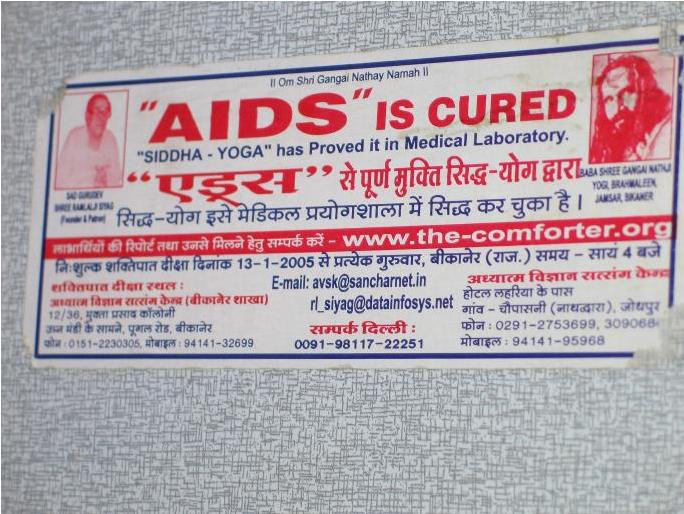 II Om Shri Gangai Nathay Namah II
"AIDS" IS CURED
"SIDDHA - YOGA" has Proved it in Medical Laboratory.
"एड्स" से पूर्ण मुक्ति सिद्ध-योग द्वारा
सिद्ध-योग इसे मेडिकल प्रयोगशाला में सिद्ध कर चुका है।
SAD GURUDEV
SHREE RAMLALJI SIYAG
(Founder & Patron)
BABA SHREE GANGAI NATHJI
YOGI, BRAHMALEEN,
JAMSAR, BIKANER
लाभार्थियों की रिपोर्ट तथा उनसे मिलने हेतु सम्पर्क करें - www.the-comforter.org
निःशुल्क शक्तिपात दीक्षा दिनांक 13-1-2005 से प्रत्येक गुरुवार, बीकानेर (राज.) समय - सायं 4 बजे
शक्तिपात दीक्षा स्थल :
अध्यात्म विज्ञान सत्संग केन्द्र (बीकानेर शाखा)
12/36, मुक्ता प्रसाद कॉलोनी
ऊन मंडी के सामने, पूगल रोड, बीकानेर
फोन : 0151-2230305, मोबाइल : 94141-32699
E-mail: avsk@sancharnet.in
rl_siyag@datainfosys.net
सम्पर्क दिल्ली :
0091-98117-22251
अध्यात्म विज्ञान सत्संग केन्द्र
होटल लहरिया के पास
गांव - चौपासनी (नाथद्वारा), जोधपुर
फोन : 0291-2753699, 309068
मोबाइल : 94141-95968